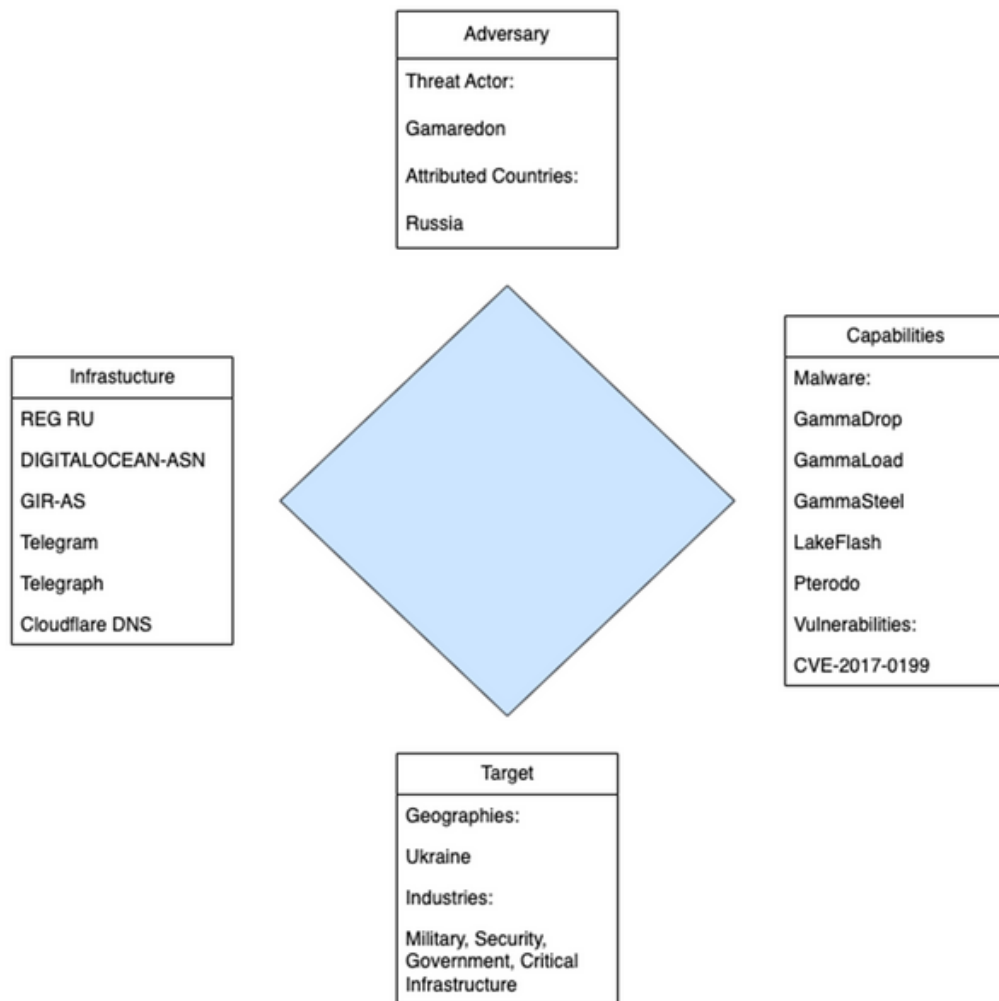 Adversary
Threat Actor:
Gamaredon
Attributed Countries:
Russia
Infrastucture
REG RU
DIGITALOCEAN-ASN
GIR-AS
Telegram
Telegraph
Cloudflare DNS
Capabilities
Malware:
GammaDrop
GammaLoad
GammaSteel
LakeFlash
Pterodo
Vulnerabilities:
CVE-2017-0199
Target
Geographies:
Ukraine
Industries:
Military, Security,
Government, Critical
Infrastructure